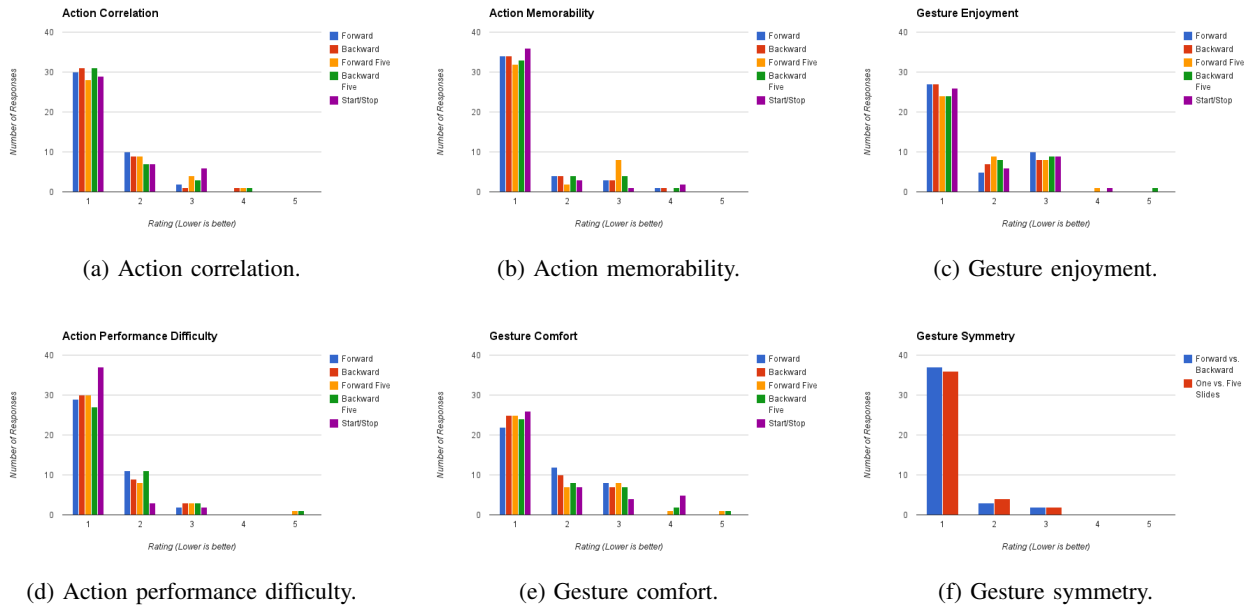 Action Correlation
40
30
20
10
0
Number of Responses
1 2 3 4 5
Rating (Lower is better)
Forward
Backward
Forward Five
Backward
Five
Start/Stop
(a) Action correlation.
Action Memorability
40
30
20
10
0
Number of Responses
1 2 3 4 5
Rating (Lower is better)
Forward
Backward
Forward Five
Backward
Five
Start/Stop
(b) Action memorability.
Gesture Enjoyment
40
30
20
10
0
Number of Responses
1 2 3 4 5
Rating (Lower is better)
Forward
Backward
Forward Five
Backward
Five
Start/Stop
(c) Gesture enjoyment.
Action Performance Difficulty
40
30
20
10
0
Number of Responses
1 2 3 4 5
Rating (Lower is better)
Forward
Backward
Forward Five
Backward
Five
Start/Stop
(d) Action performance difficulty.
Gesture Comfort
40
30
20
10
0
Number of Responses
1 2 3 4 5
Rating (Lower is better)
Forward
Backward
Forward Five
Backward
Five
Start/Stop
(e) Gesture comfort.
Gesture Symmetry
40
30
20
10
0
Number of Responses
1 2 3 4 5
Rating (Lower is better)
Forward vs.
Backward
One vs. Five
Slides
(f) Gesture symmetry.